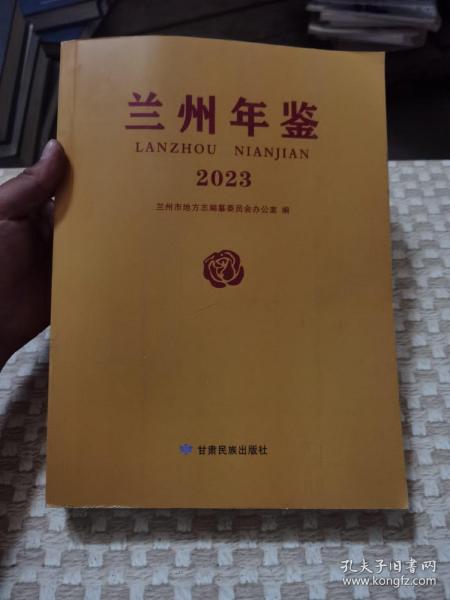 兰州年鉴
LANZHOU NIANJIAN
2023
兰州市地方志编纂委员会办公室 编
甘肃民族出版社
孔夫子旧书网
www.kongfz.com